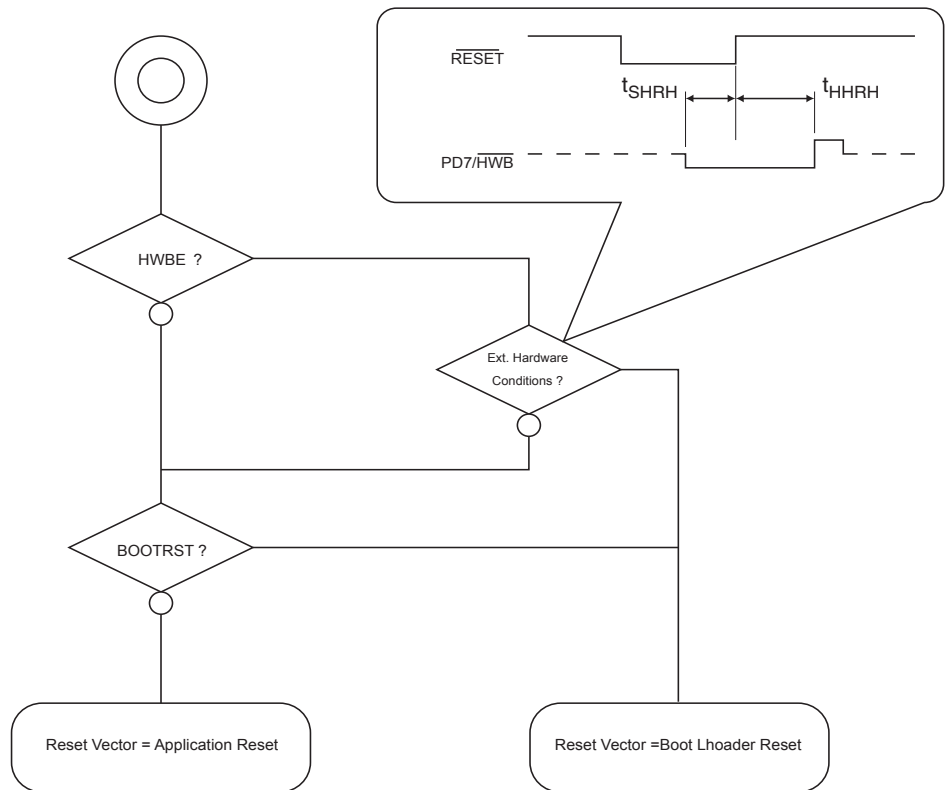 RESET
tSHRH
tHHRH
PD7/HWB
HWBE ?
Ext. Hardware
Conditions ?
BOOTRST ?
Reset Vector = Application Reset
Reset Vector =Boot Lhoader Reset